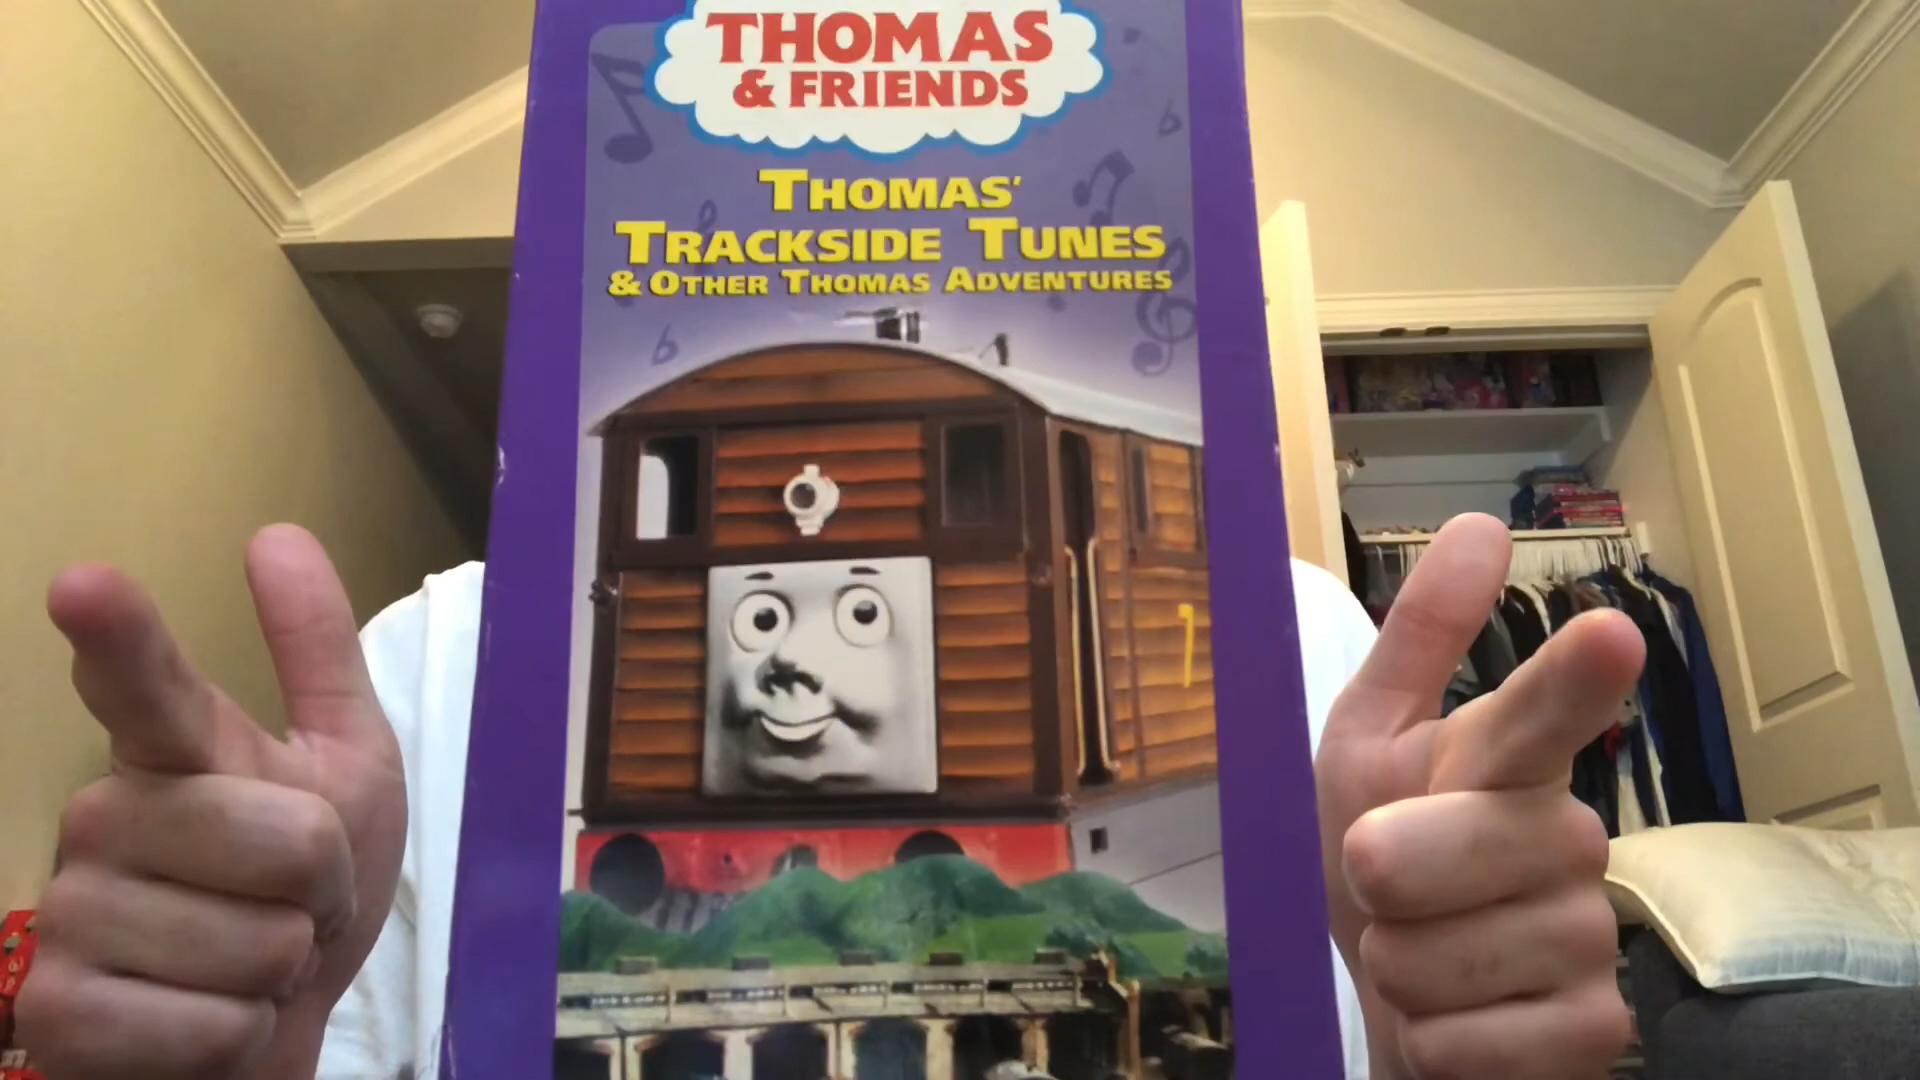 THOMAS
& FRIENDS
THOMAS'
TRACKSIDE TUNES
& OTHER THOMAS ADVENTURES
7